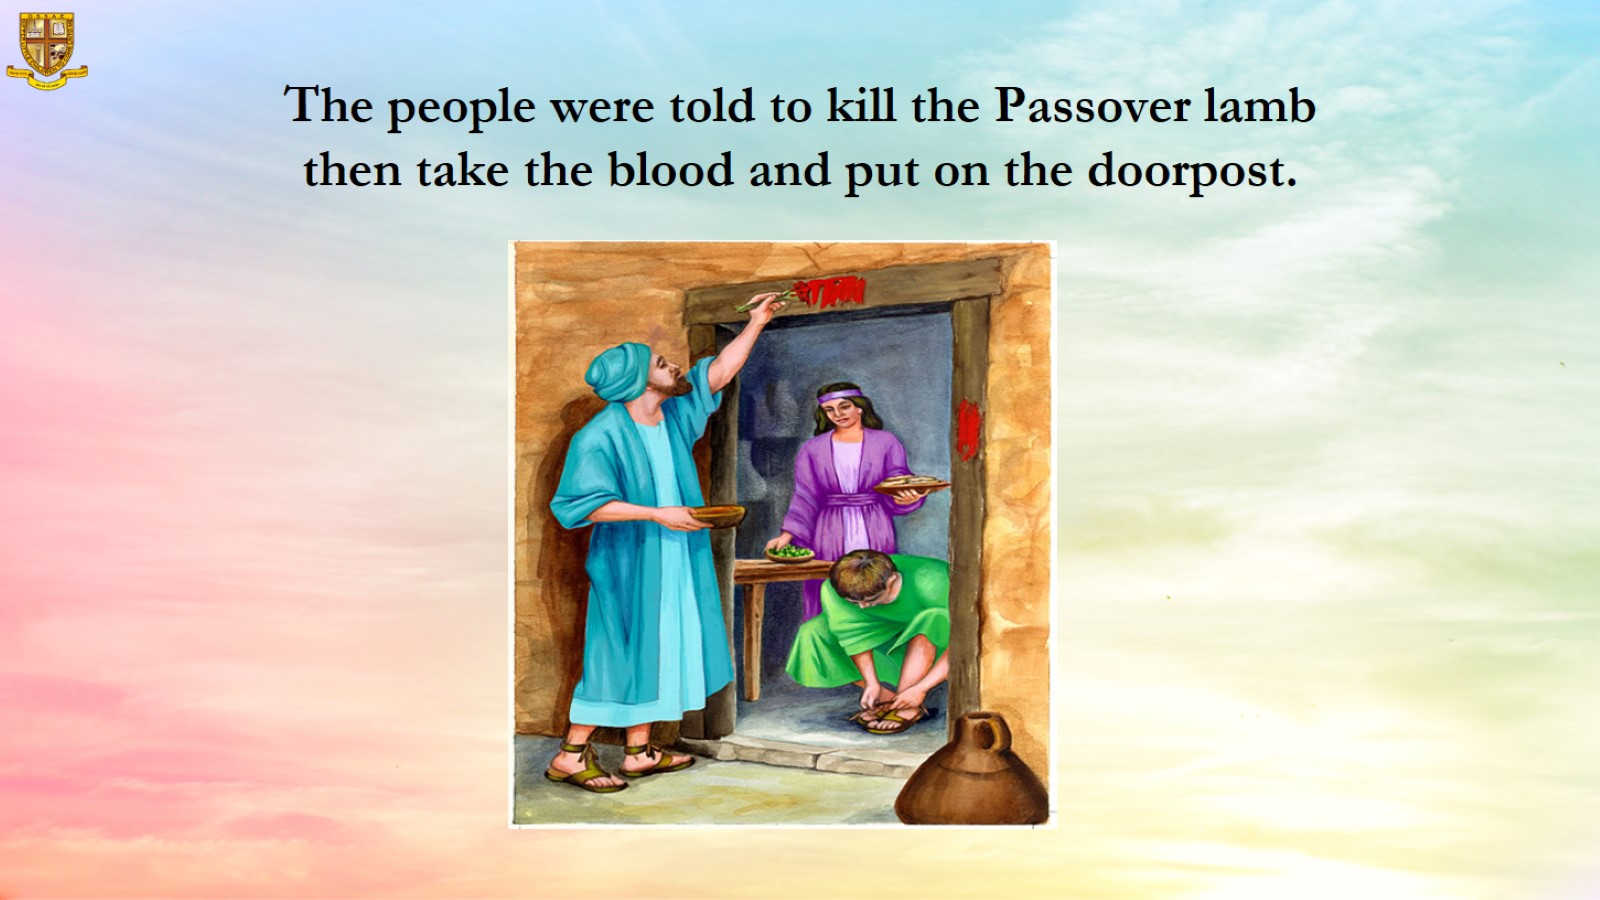 The people were told to kill the Passover lamb
then take the blood and put on the doorpost.